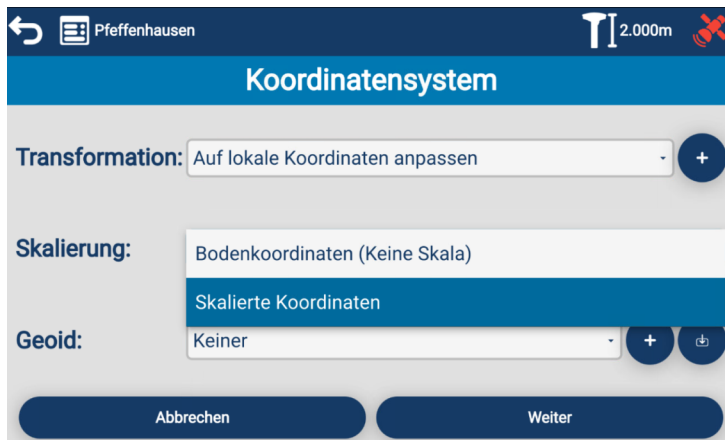 Pfeffenhausen 2.000m
Koordinatensystem
Transformation: Auf lokale Koordinaten anpassen +
Skalierung: Bodenkoordinaten (Keine Skala)
Skalierte Koordinaten
Geoid: Keiner +
Abbrechen Weiter